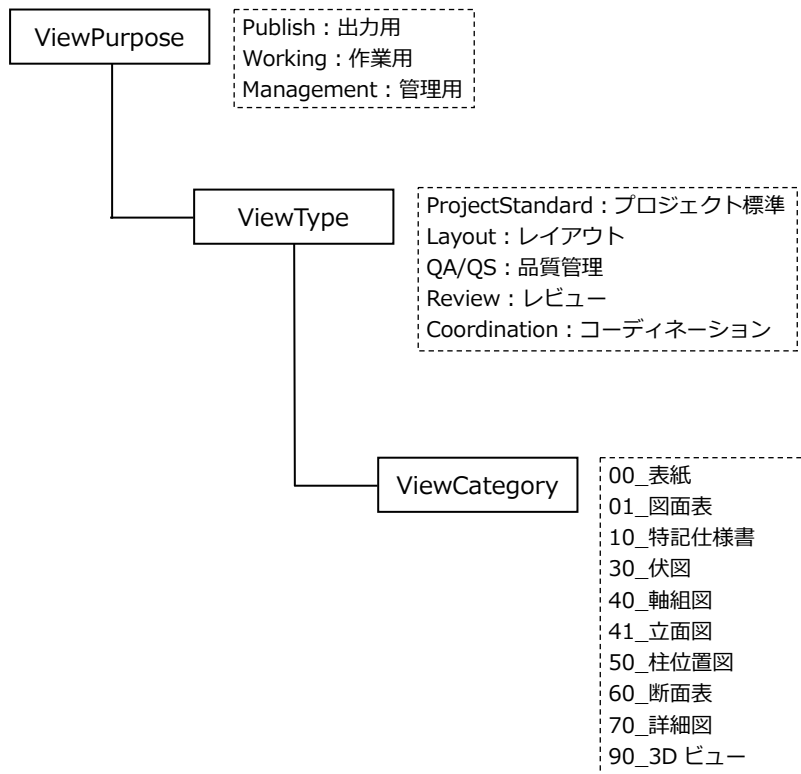 ViewPurpose
Publish：出力用
Working：作業用
Management：管理用
ViewType
ProjectStandard：プロジェクト標準
Layout：レイアウト
QA/QS：品質管理
Review：レビュー
Coordination：コーディネーション
ViewCategory
00_表紙
01_図面表
10_特記仕様書
30_伏図
40_軸組図
41_立面図
50_柱位置図
60_断面表
70_詳細図
90_3D ビュー